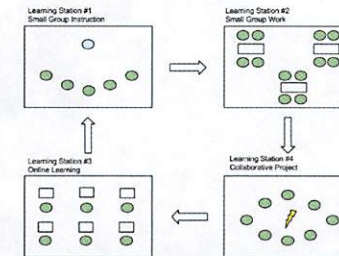 Learning Station #1
Small Group Instruction
Learning Station #2
Small Group Work
Learning Station #3
Online Learning
Learning Station #4
Collaborative Project